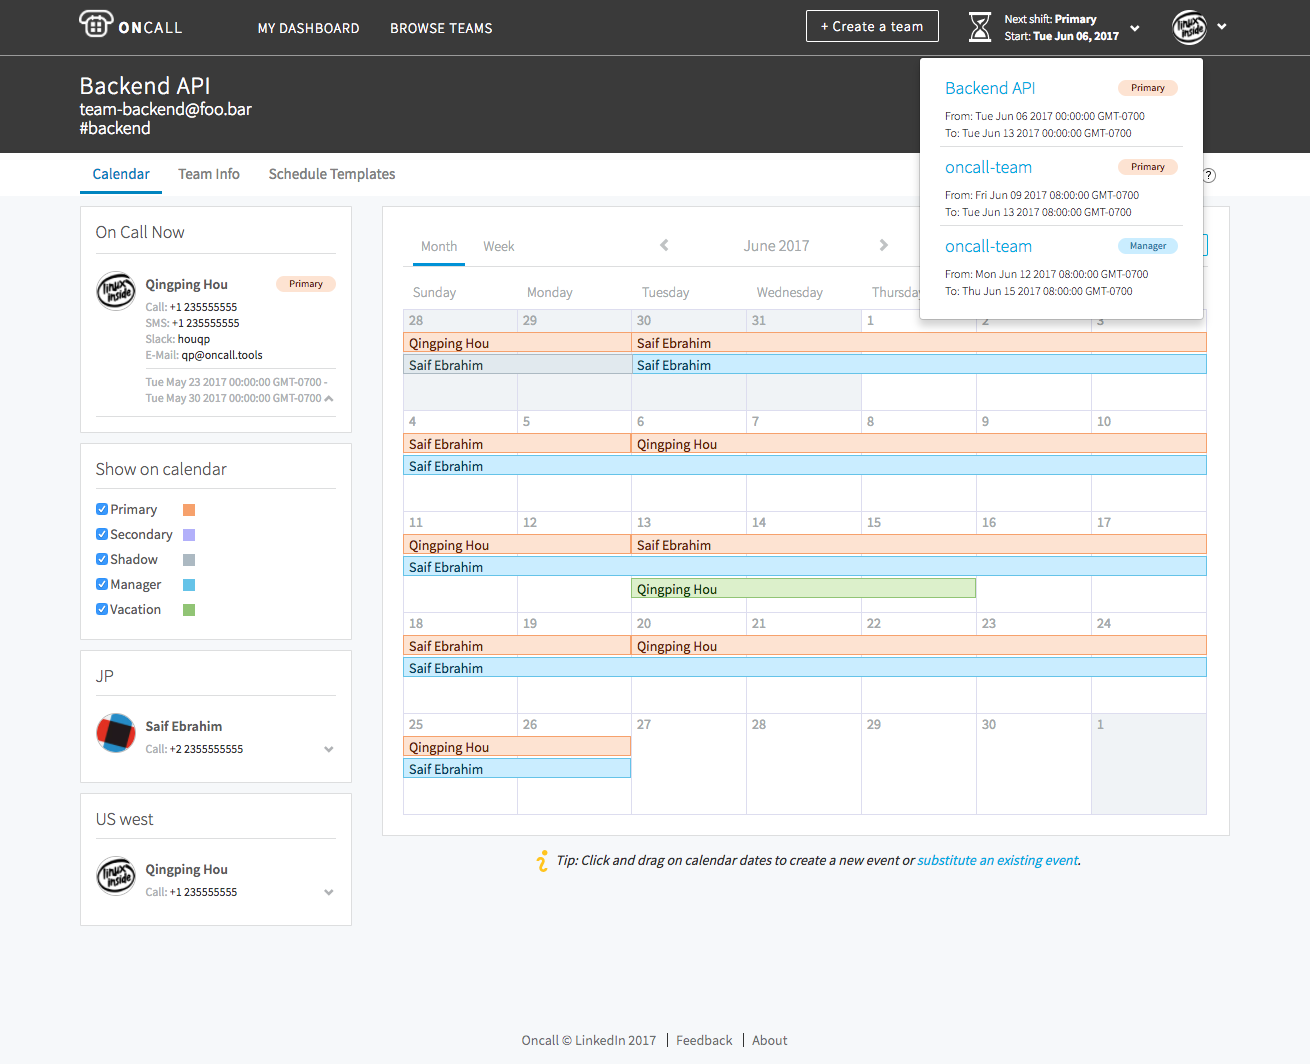 ONCALL
MY DASHBOARD
BROWSE TEAMS
+ Create a team
Next shift: Primary
Start: Tue Jun 06, 2017
linux inside
Backend API
team-backend@foo.bar
#backend
Backend API Primary
From: Tue Jun 06 2017 00:00:00 GMT-0700
To: Tue Jun 13 2017 00:00:00 GMT-0700
oncall-team Primary
From: Fri Jun 09 2017 08:00:00 GMT-0700
To: Tue Jun 13 2017 08:00:00 GMT-0700
oncall-team Manager
From: Mon Jun 12 2017 08:00:00 GMT-0700
To: Thu Jun 15 2017 08:00:00 GMT-0700
Calendar Team Info Schedule Templates
?
On Call Now
linux inside
Qingping Hou Primary
Call: +1 235555555
SMS: +1 235555555
Slack: houqp
E-Mail: qp@oncall.tools
Tue May 23 2017 00:00:00 GMT-0700 -
Tue May 30 2017 00:00:00 GMT-0700
Show on calendar
Primary
Secondary
Shadow
Manager
Vacation
JP
Saif Ebrahim
Call: +2 2355555555
US west
linux inside
Qingping Hou
Call: +1 235555555
Month Week June 2017
Sunday Monday Tuesday Wednesday
28 29 30 31 1 2 3
Qingping Hou Saif Ebrahim
Saif Ebrahim Saif Ebrahim
4 5 6 7 8 9 10
Saif Ebrahim Qingping Hou
Saif Ebrahim
11 12 13 14 15 16 17
Qingping Hou Saif Ebrahim
Saif Ebrahim
Qingping Hou
18 19 20 21 22 23 24
Saif Ebrahim Qingping Hou
Saif Ebrahim
25 26 27 28 29 30 1
Qingping Hou
Saif Ebrahim
Tip: Click and drag on calendar dates to create a new event or substitute an existing event.
Oncall © LinkedIn 2017 | Feedback | About